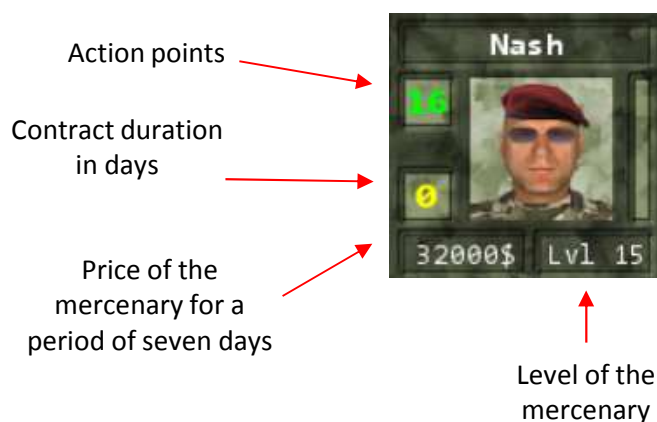 Nash
Action points
16
Contract duration
in days
0
32000$ Lvl 15
Price of the
mercenary for a
period of seven days
Level of the
mercenary